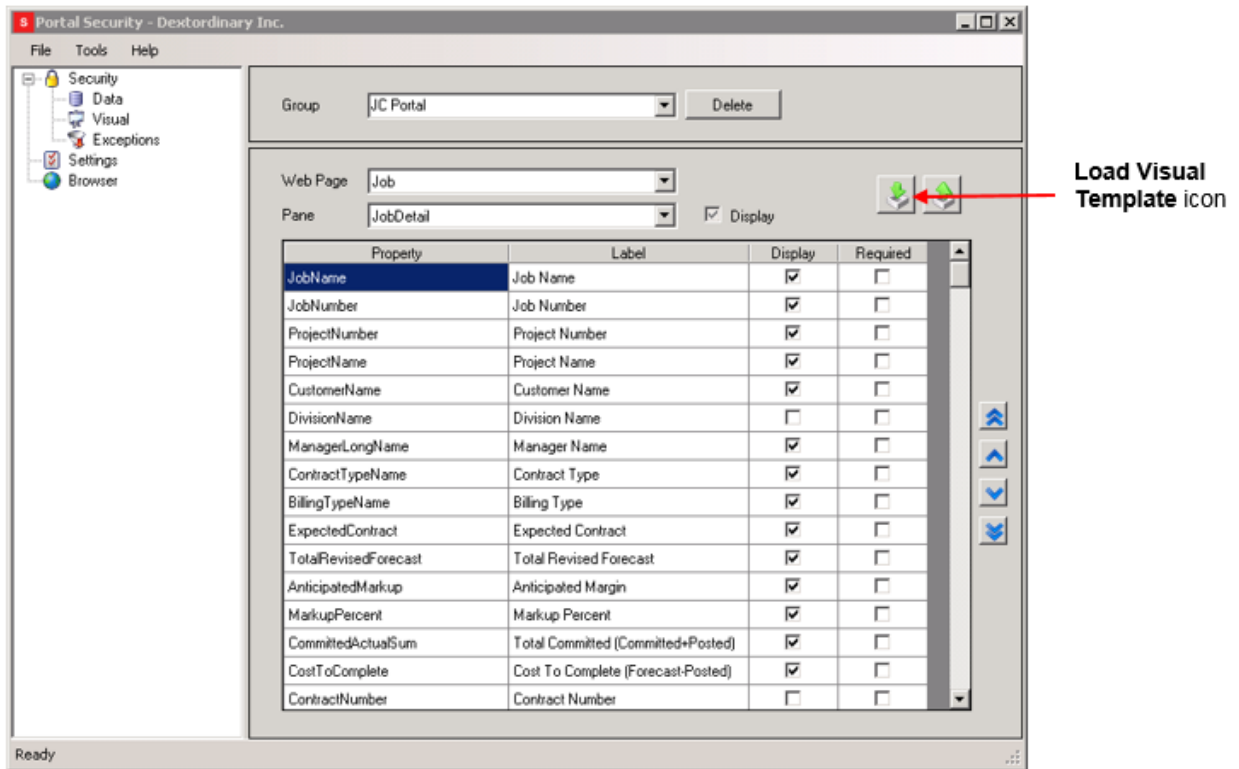 S Portal Security - Dextordinary Inc.
File Tools Help
Security
Data
Visual
Exceptions
Settings
Browser
Group JC Portal Delete
Web Page Job
Pane JobDetail Display
Load Visual
Template icon
Property Label Display Required
JobName Job Name
JobNumber Job Number
ProjectNumber Project Number
ProjectName Project Name
CustomerName Customer Name
DivisionName Division Name
ManagerLongName Manager Name
ContractTypeName Contract Type
BillingTypeName Billing Type
ExpectedContract Expected Contract
TotalRevisedForecast Total Revised Forecast
AnticipatedMarkup Anticipated Margin
MarkupPercent Markup Percent
CommittedActualSum Total Committed (Committed+Posted)
CostToComplete Cost To Complete (Forecast-Posted)
ContractNumber Contract Number
Ready